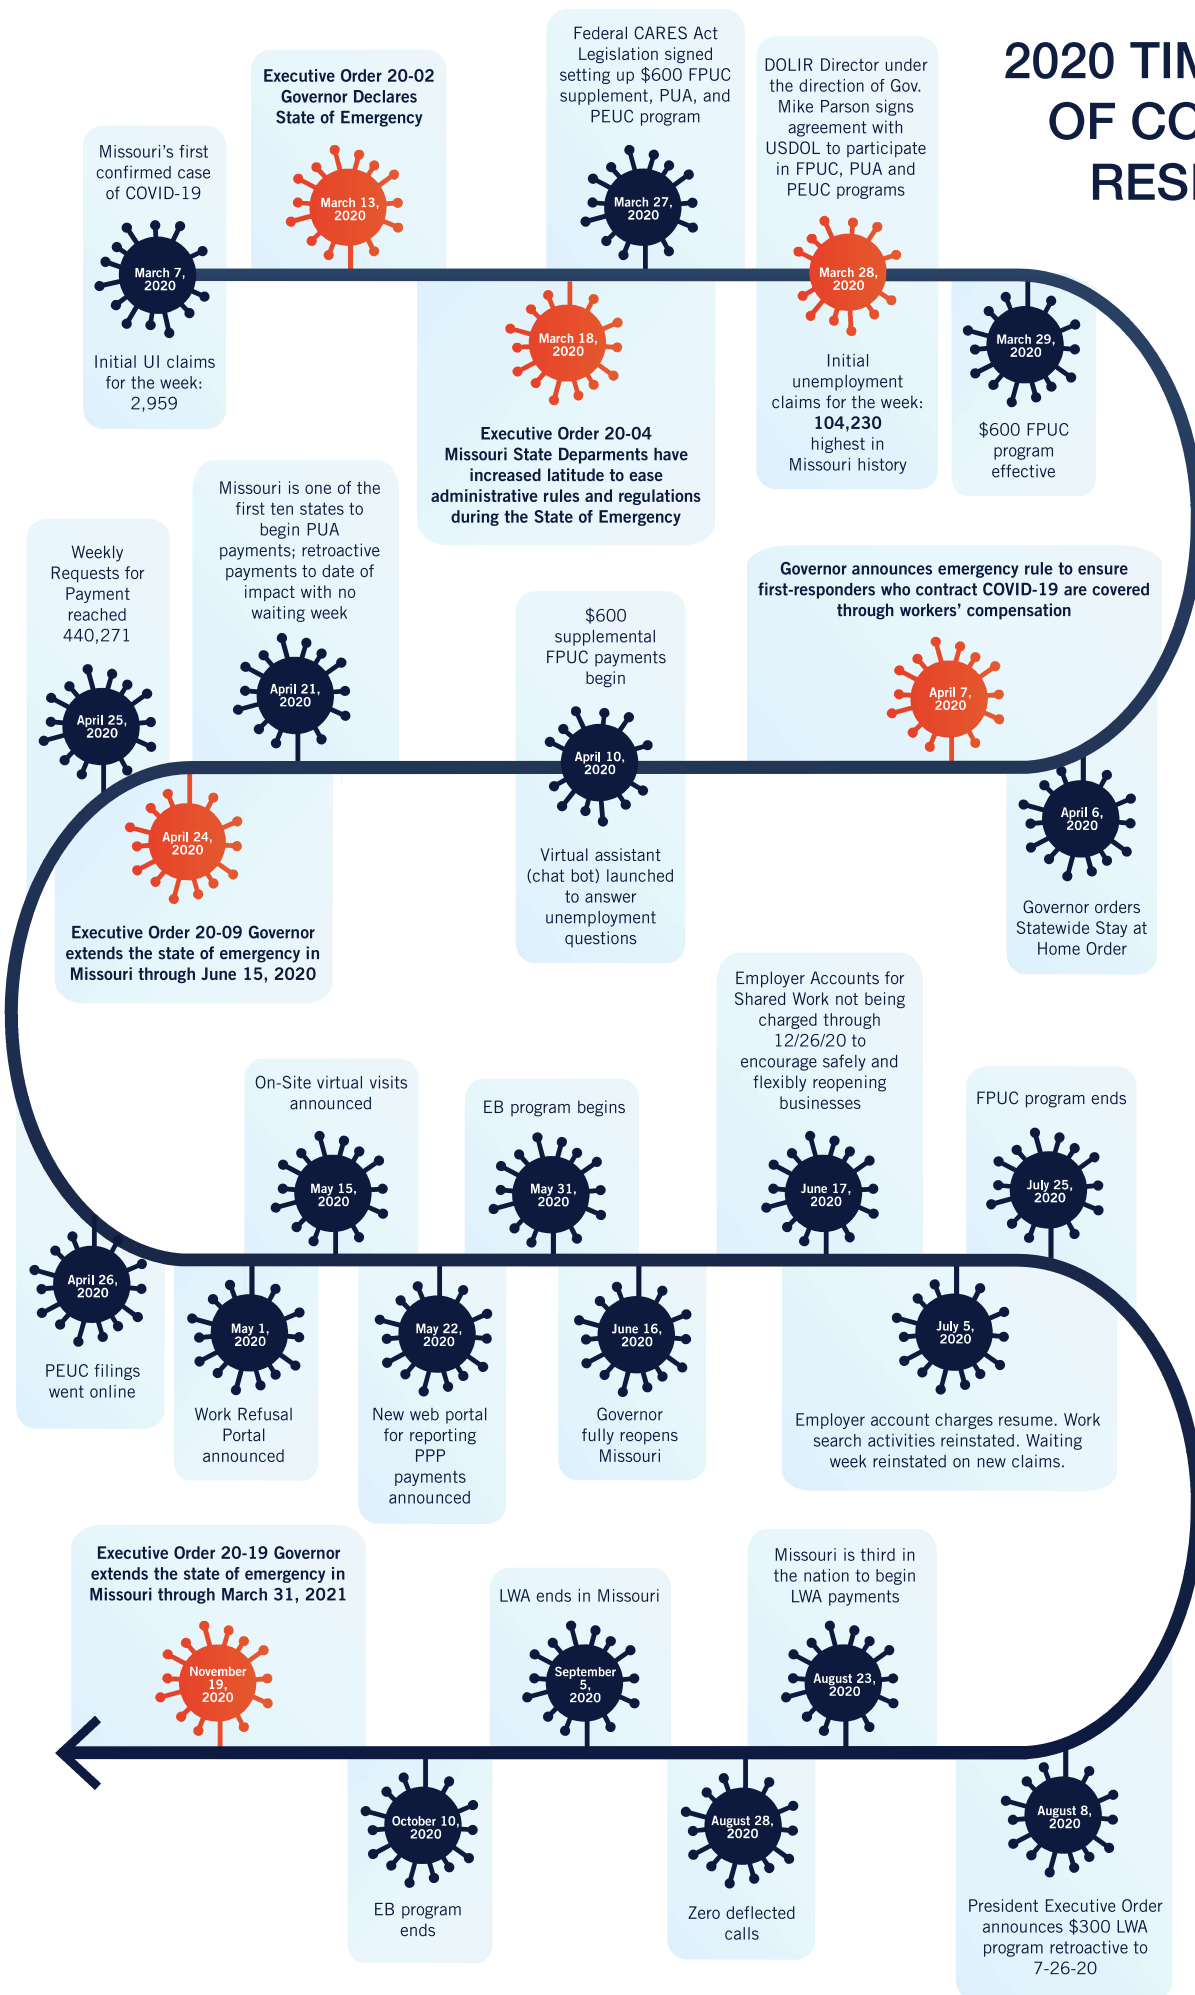 2020 TIM
OF CO
RES
Missouri's first
confirmed case
of COVID-19
March 7,
2020
Initial UI claims
for the week:
2,959
Executive Order 20-02
Governor Declares
State of Emergency
March 13,
2020
March 18,
2020
Executive Order 20-04
Missouri State Deparments have
increased latitude to ease
administrative rules and regulations
during the State of Emergency
Federal CARES Act
Legislation signed
setting up $600 FPUC
supplement, PUA, and
PEUC program
March 27,
2020
DOLIR Director under
the direction of Gov.
Mike Parson signs
agreement with
USDOL to participate
in FPUC, PUA and
PEUC programs
March 28,
2020
Initial
unemployment
claims for the week:
104,230
highest in
Missouri history
March 29,
2020
$600 FPUC
program
effective
April 6,
2020
Governor orders
Statewide Stay at
Home Order
Governor announces emergency rule to ensure
first-responders who contract COVID-19 are covered
through workers' compensation
April 7,
2020
$600
supplemental
FPUC payments
begin
April 10,
2020
Virtual assistant
(chat bot) launched
to answer
unemployment
questions
Missouri is one of the
first ten states to
begin PUA
payments; retroactive
payments to date of
impact with no
waiting week
April 21,
2020
April 24,
2020
Executive Order 20-09 Governor
extends the state of emergency in
Missouri through June 15, 2020
Weekly
Requests for
Payment
reached
440,271
April 25,
2020
April 26,
2020
PEUC filings
went online
May 1,
2020
Work Refusal
Portal
announced
On-Site virtual visits
announced
May 15,
2020
May 22,
2020
New web portal
for reporting
PPP
payments
announced
EB program begins
May 31,
2020
June 16,
2020
Governor
fully reopens
Missouri
Employer Accounts for
Shared Work not being
charged through
12/26/20 to
encourage safely and
flexibly reopening
businesses
June 17,
2020
July 5,
2020
Employer account charges resume. Work
search activities reinstated. Waiting
week reinstated on new claims.
FPUC program ends
July 25,
2020
August 8,
2020
President Executive Order
announces $300 LWA
program retroactive to
7-26-20
Missouri is third in
the nation to begin
LWA payments
August 23,
2020
August 28,
2020
Zero deflected
calls
LWA ends in Missouri
September
5,
2020
October 10,
2020
EB program
ends
Executive Order 20-19 Governor
extends the state of emergency in
Missouri through March 31, 2021
November
19,
2020